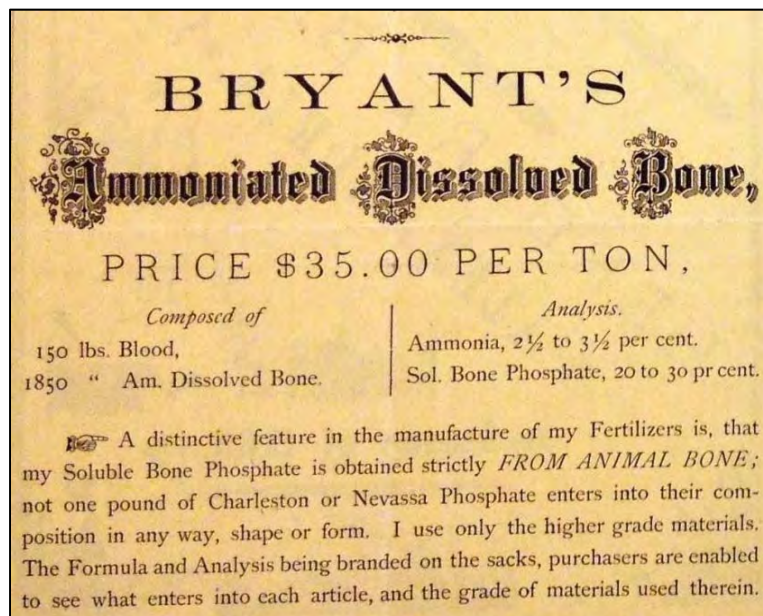 BRYANT'S
Ammoniated Dissolved Bone,
PRICE $35.00 PER TON,
Composed of
150 lbs. Blood,
1850 " Am. Dissolved Bone.
Analysis.
Ammonia, 2½ to 3½ per cent.
Sol. Bone Phosphate, 20 to 30 pr cent.
A distinctive feature in the manufacture of my Fertilizers is, that
my Soluble Bone Phosphate is obtained strictly FROM ANIMAL BONE;
not one pound of Charleston or Nevassa Phosphate enters into their com-
position in any way, shape or form. I use only the higher grade materials.
The Formula and Analysis being branded on the sacks, purchasers are enabled
to see what enters into each article, and the grade of materials used therein.